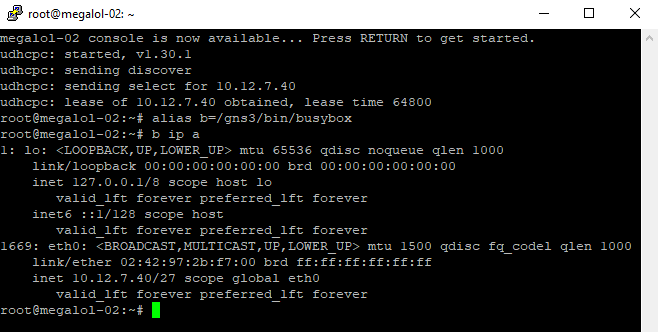 root@megalol-02: ~
megalol-02 console is now available... Press RETURN to get started.
udhcpc: started, v1.30.1
udhcpc: sending discover
udhcpc: sending select for 10.12.7.40
udhcpc: lease of 10.12.7.40 obtained, lease time 64800
root@megalol-02:~# alias b=/gns3/bin/busybox
root@megalol-02:~# b ip a
1: lo: <LOOPBACK,UP,LOWER_UP> mtu 65536 qdisc noqueue qlen 1000
    link/loopback 00:00:00:00:00:00 brd 00:00:00:00:00:00
    inet 127.0.0.1/8 scope host lo
       valid_lft forever preferred_lft forever
    inet6 ::1/128 scope host
       valid_lft forever preferred_lft forever
1669: eth0: <BROADCAST,MULTICAST,UP,LOWER_UP> mtu 1500 qdisc fq_codel qlen 1000
    link/ether 02:42:97:2b:f7:00 brd ff:ff:ff:ff:ff:ff
    inet 10.12.7.40/27 scope global eth0
       valid_lft forever preferred_lft forever
root@megalol-02:~#